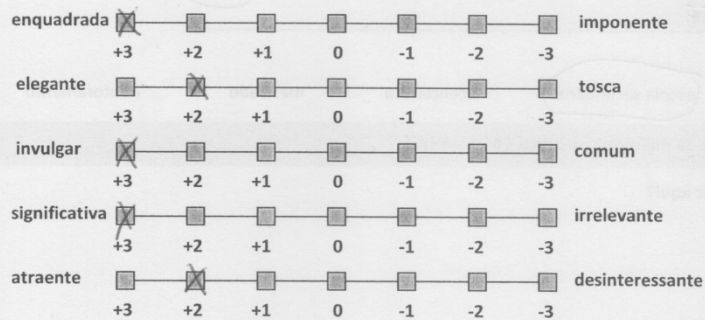 enquadrada imponente
+3 +2 +1 0 -1 -2 -3
elegante tosca
+3 +2 +1 0 -1 -2 -3
invulgar comum
+3 +2 +1 0 -1 -2 -3
significativa irrelevante
+3 +2 +1 0 -1 -2 -3
atraente desinteressante
+3 +2 +1 0 -1 -2 -3